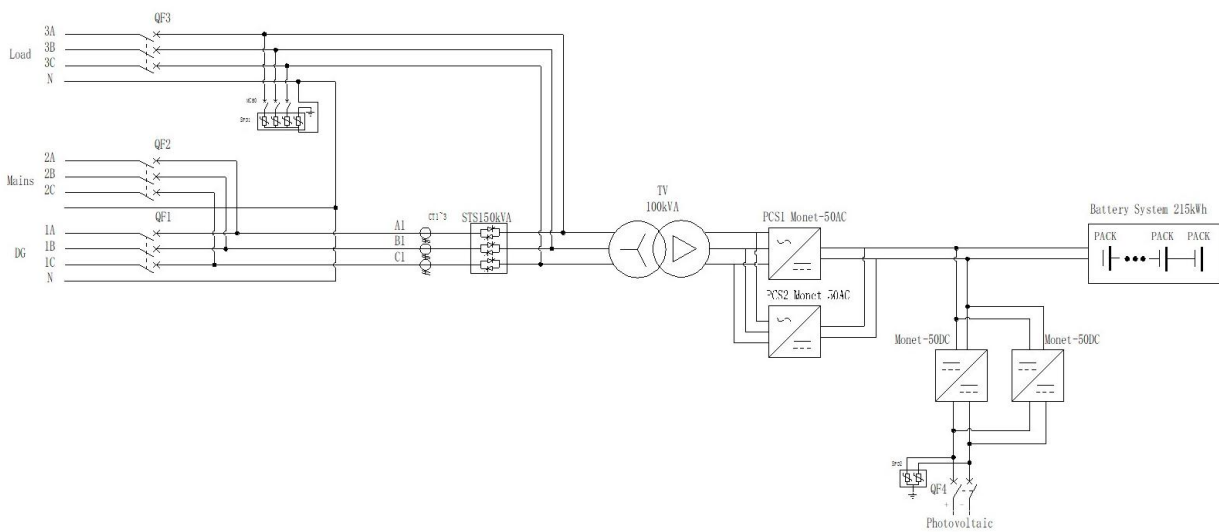 QF3
3A
3B
Load
3C
N
QF2
2A
2B
Mains
2C
QF1
1A
1B
DG
1C
N
A1
B1
C1
CT1~3
STS150kVA
TV
100kVA
PCS1 Monet-50AC
PCS2 Monet 50AC
Battery System 215kWh
PACK PACK PACK
Monet-50DC Monet-50DC
QF4
+ -
Photovoltaic